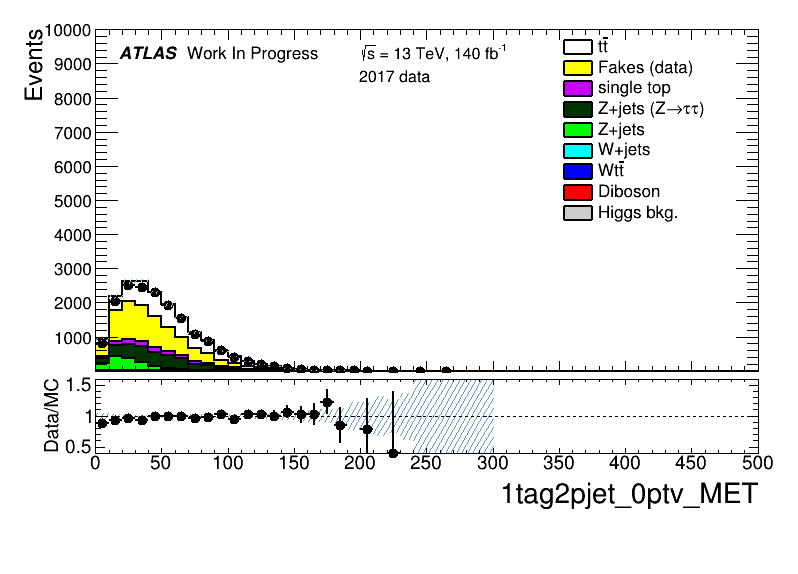 Events
10000
9000
8000
7000
6000
5000
4000
3000
2000
1000
ATLAS Work In Progress
√s = 13 TeV, 140 fb⁻¹
2017 data
tt̄
Fakes (data)
single top
Z+jets (Z→ττ)
Z+jets
W+jets
Wtt̄
Diboson
Higgs bkg.
Data/MC
1.5
1
0.5
0 50 100 150 200 250 300 350 400 450 500
1tag2pjet_0ptv_MET